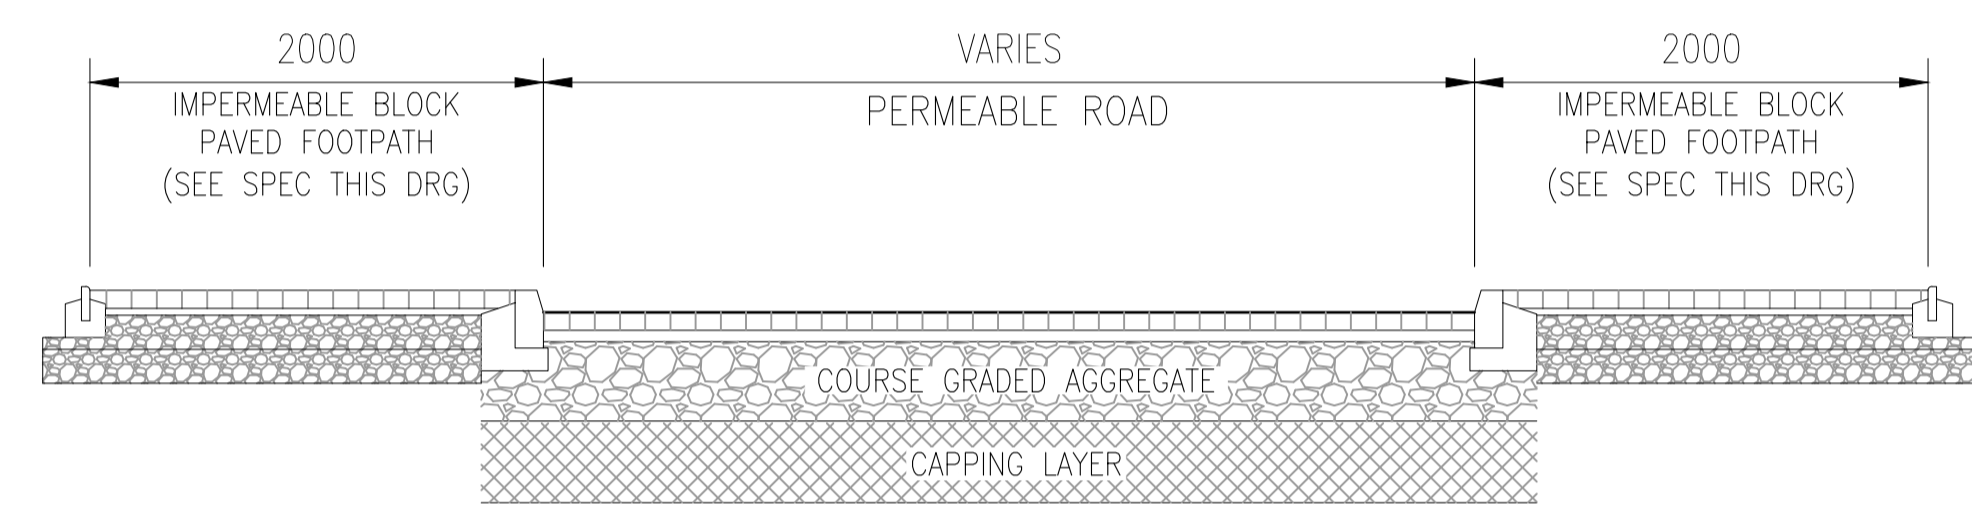 2000
IMPERMEABLE BLOCK
PAVED FOOTPATH
(SEE SPEC THIS DRG)
VARIES
PERMEABLE ROAD
2000
IMPERMEABLE BLOCK
PAVED FOOTPATH
(SEE SPEC THIS DRG)
COURSE GRADED AGGREGATE
CAPPING LAYER